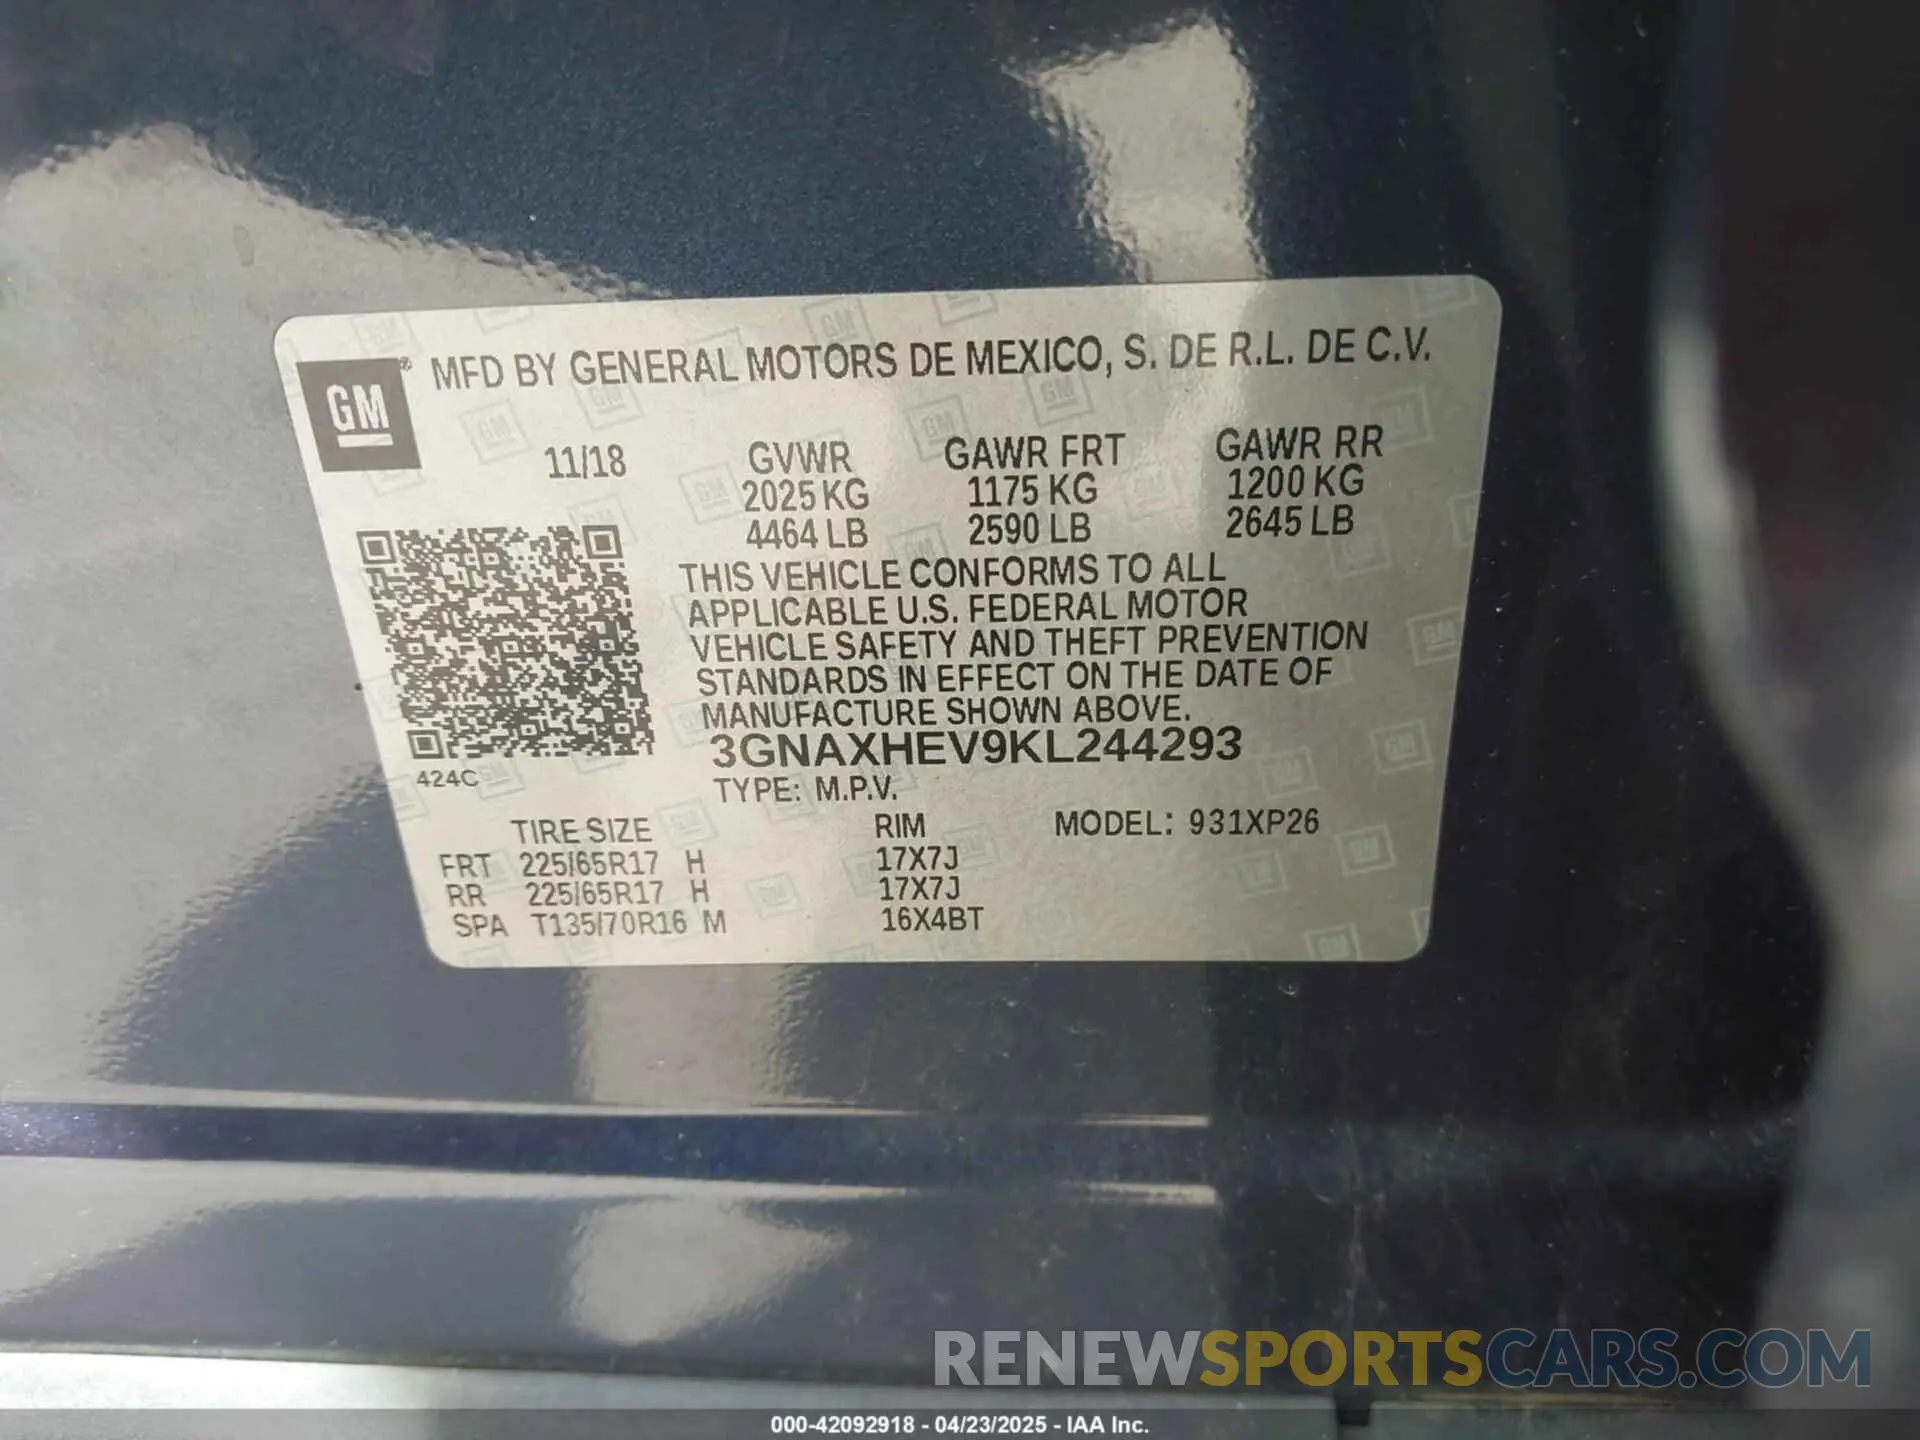 GM
® MFD BY GENERAL MOTORS DE MEXICO, S. DE R.L. DE C.V.
11/18 GVWR GAWR FRT GAWR RR
2025 KG 1175 KG 1200 KG
4464 LB 2590 LB 2645 LB
THIS VEHICLE CONFORMS TO ALL
APPLICABLE U.S. FEDERAL MOTOR
VEHICLE SAFETY AND THEFT PREVENTION
STANDARDS IN EFFECT ON THE DATE OF
MANUFACTURE SHOWN ABOVE.
3GNAXHEV9KL244293
424C TYPE: M.P.V.
TIRE SIZE RIM MODEL: 931XP26
FRT 225/65R17 H 17X7J
RR 225/65R17 H 17X7J
SPA T135/70R16 M 16X4BT
RENEWSPORTSCARS.COM
000-42092918 - 04/23/2025 - IAA Inc.